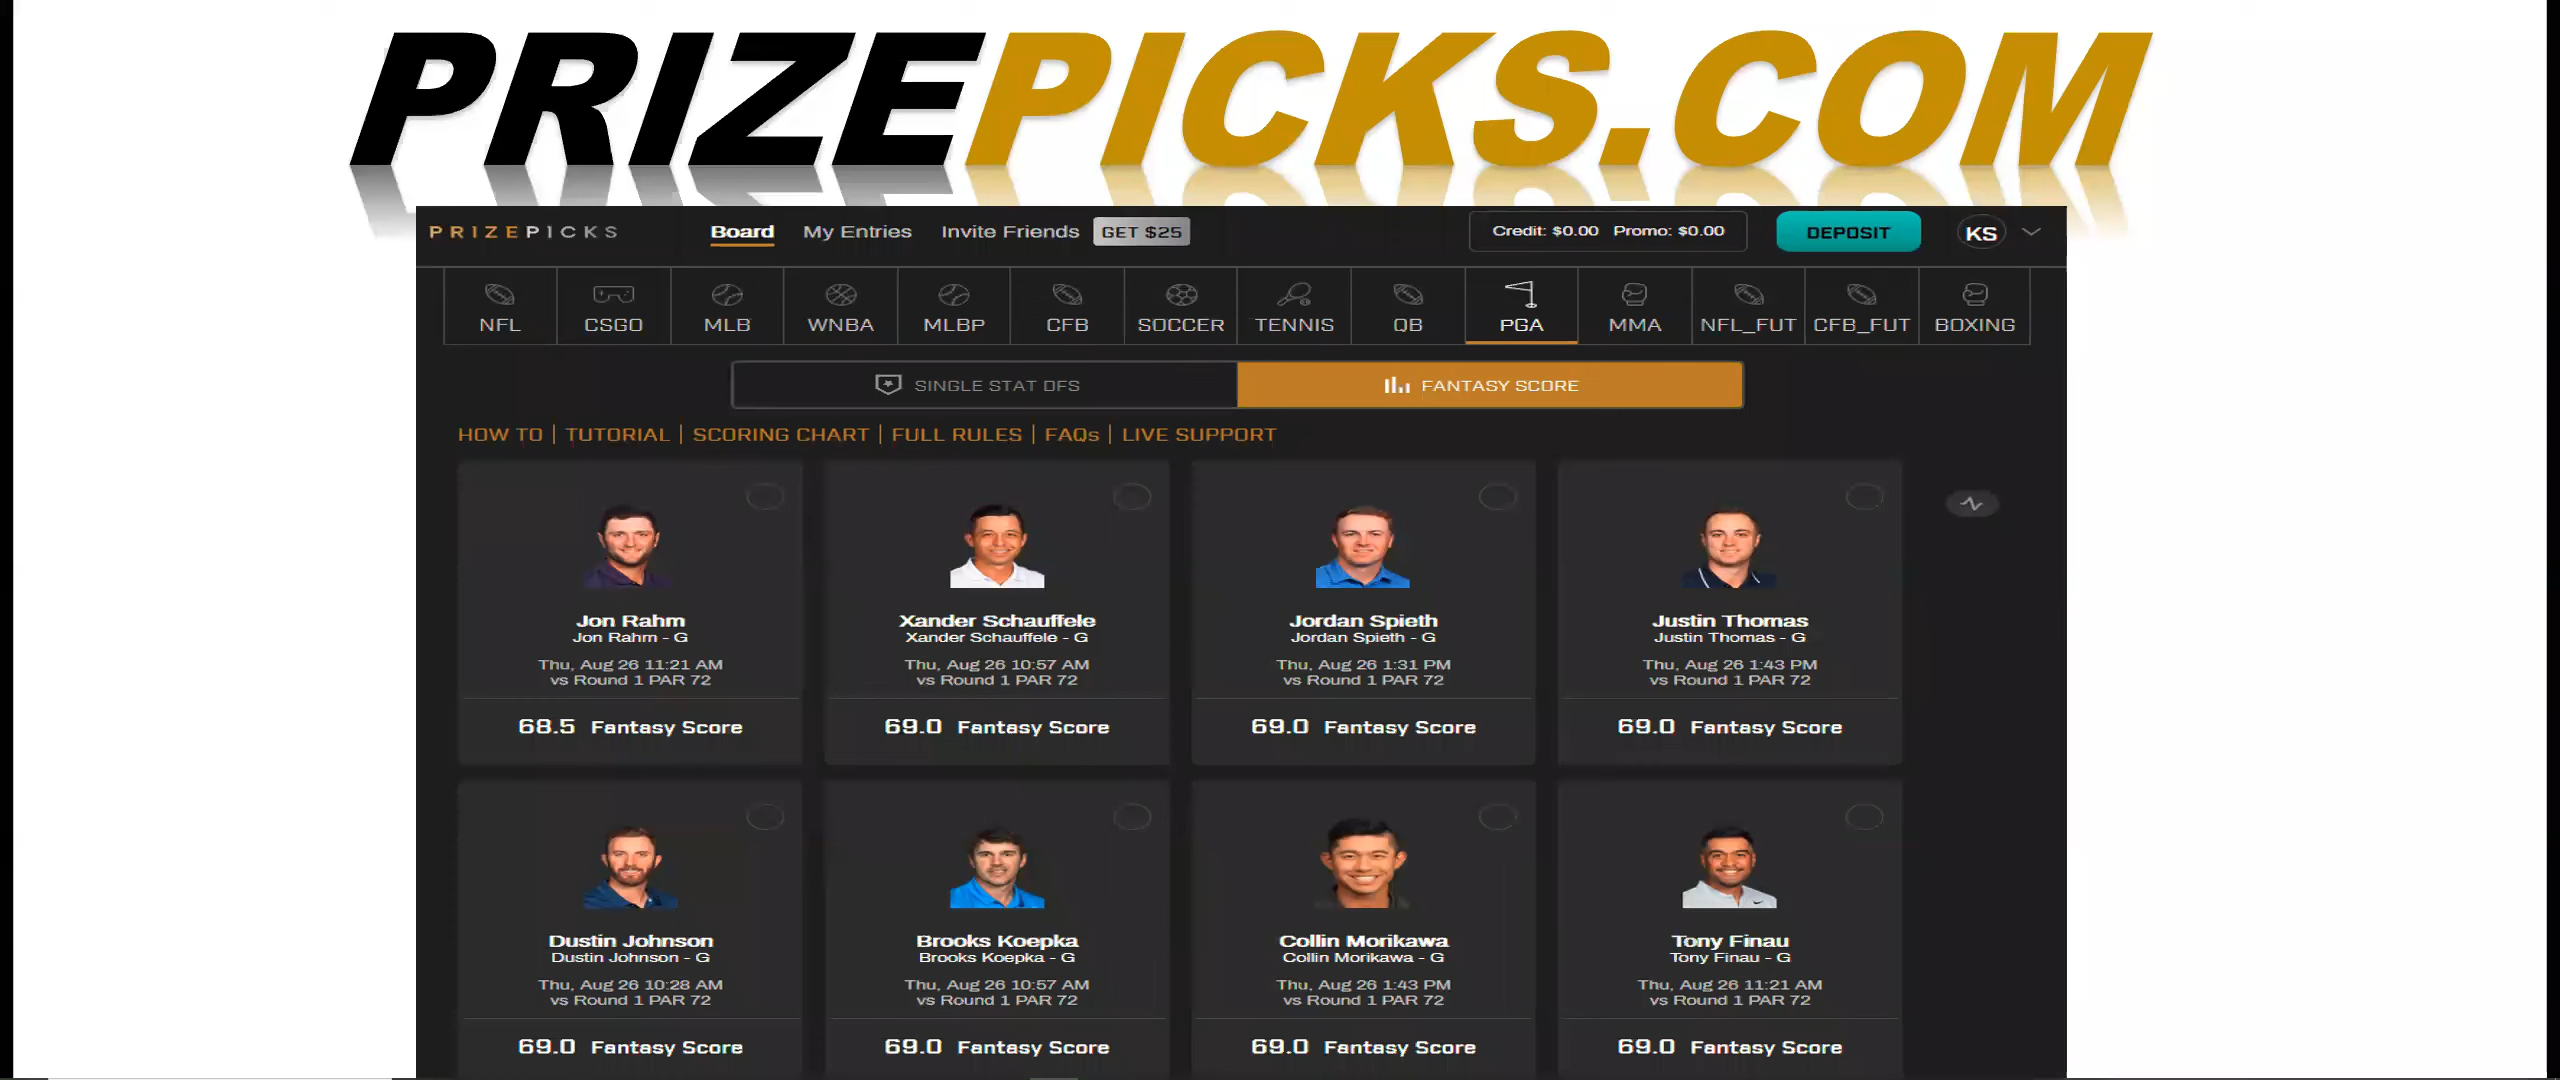 PRIZEPICKS.COM
PRIZEPICKS Board My Entries Invite Friends GET $25 Credit: $0.00 Promo: $0.00 DEPOSIT KS
NFL CSGO MLB WNBA MLBP CFB SOCCER TENNIS QB PGA MMA NFL_FUT CFB_FUT BOXING
SINGLE STAT DFS FANTASY SCORE
HOW TO | TUTORIAL | SCORING CHART | FULL RULES | FAQs | LIVE SUPPORT
Jon Rahm Xander Schauffele Jordan Spieth Justin Thomas
Jon Rahm - G Xander Schauffele - G Jordan Spieth - G Justin Thomas - G
Thu, Aug 26 11:21 AM Thu, Aug 26 10:57 AM Thu, Aug 26 1:31 PM Thu, Aug 26 1:43 PM
vs Round 1 PAR 72 vs Round 1 PAR 72 vs Round 1 PAR 72 vs Round 1 PAR 72
68.5 Fantasy Score 69.0 Fantasy Score 69.0 Fantasy Score 69.0 Fantasy Score
Dustin Johnson Brooks Koepka Collin Morikawa Tony Finau
Dustin Johnson - G Brooks Koepka - G Collin Morikawa - G Tony Finau - G
Thu, Aug 26 10:28 AM Thu, Aug 26 10:57 AM Thu, Aug 26 1:43 PM Thu, Aug 26 11:21 AM
vs Round 1 PAR 72 vs Round 1 PAR 72 vs Round 1 PAR 72 vs Round 1 PAR 72
69.0 Fantasy Score 69.0 Fantasy Score 69.0 Fantasy Score 69.0 Fantasy Score